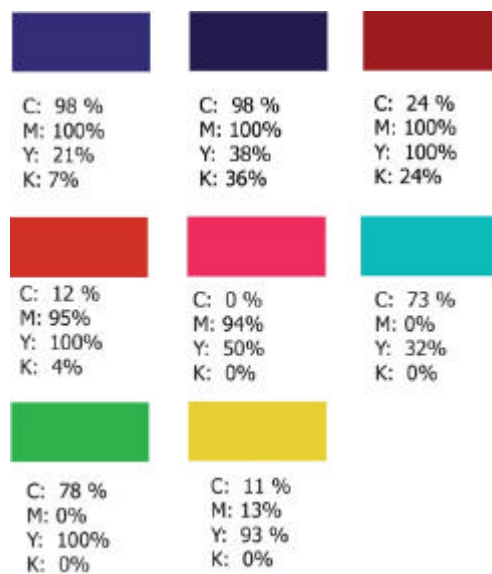 C: 98 %
M: 100%
Y: 21%
K: 7%
C: 98 %
M: 100%
Y: 38%
K: 36%
C: 24 %
M: 100%
Y: 100%
K: 24%
C: 12 %
M: 95%
Y: 100%
K: 4%
C: 0 %
M: 94%
Y: 50%
K: 0%
C: 73 %
M: 0%
Y: 32%
K: 0%
C: 78 %
M: 0%
Y: 100%
K: 0%
C: 11 %
M: 13%
Y: 93 %
K: 0%